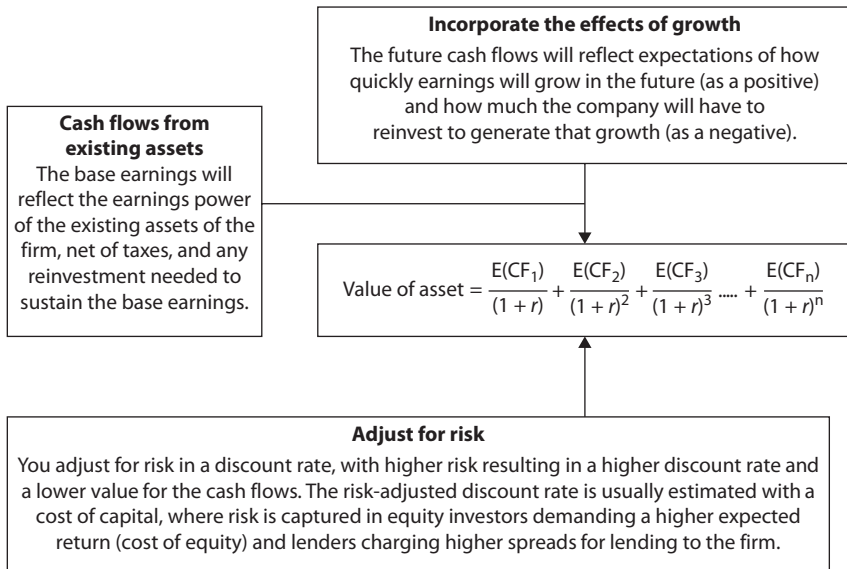 Incorporate the effects of growth
The future cash flows will reflect expectations of how
quickly earnings will grow in the future (as a positive)
and how much the company will have to
reinvest to generate that growth (as a negative).
Cash flows from
existing assets
The base earnings will
reflect the earnings power
of the existing assets of the
firm, net of taxes, and any
reinvestment needed to
sustain the base earnings.
Value of asset = E(CF₁)/(1 + r) + E(CF₂)/(1 + r)² + E(CF₃)/(1 + r)³ ..... + E(CFₙ)/(1 + r)ⁿ
Adjust for risk
You adjust for risk in a discount rate, with higher risk resulting in a higher discount rate and
a lower value for the cash flows. The risk-adjusted discount rate is usually estimated with a
cost of capital, where risk is captured in equity investors demanding a higher expected
return (cost of equity) and lenders charging higher spreads for lending to the firm.